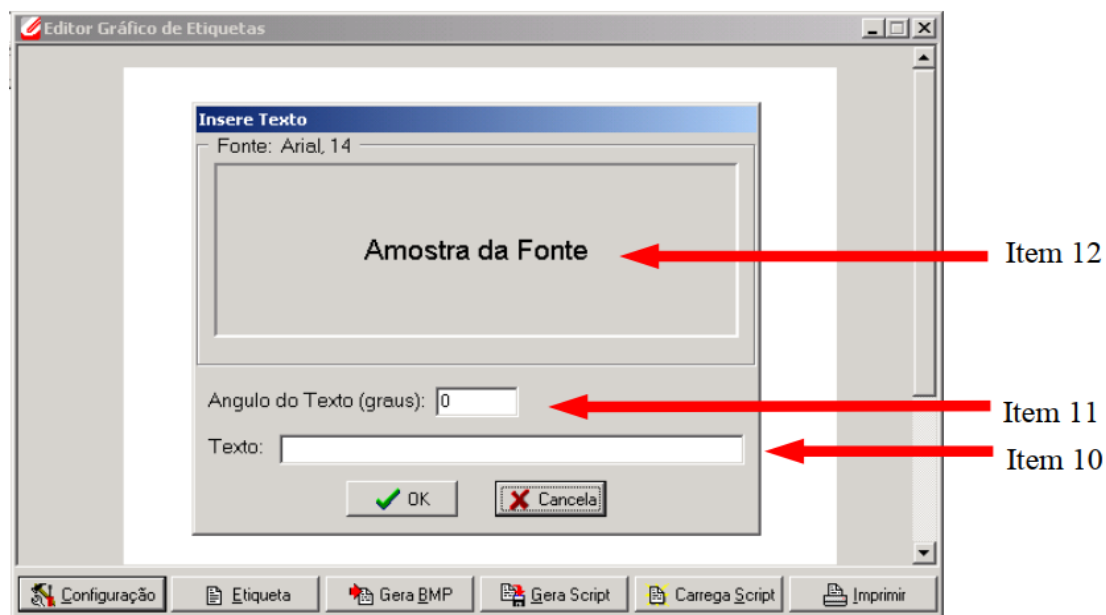 Editor Gráfico de Etiquetas
Insere Texto
Fonte: Arial, 14
Amostra da Fonte
Item 12
Angulo do Texto (graus): 0
Item 11
Texto:
Item 10
OK Cancela
Configuração Etiqueta Gera BMP Gera Script Carrega Script Imprimir